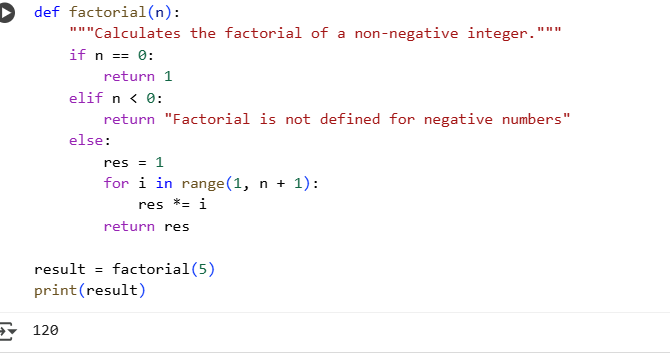 def factorial(n):
    """Calculates the factorial of a non-negative integer."""
    if n == 0:
        return 1
    elif n < 0:
        return "Factorial is not defined for negative numbers"
    else:
        res = 1
        for i in range(1, n + 1):
            res *= i
        return res

result = factorial(5)
print(result)
120